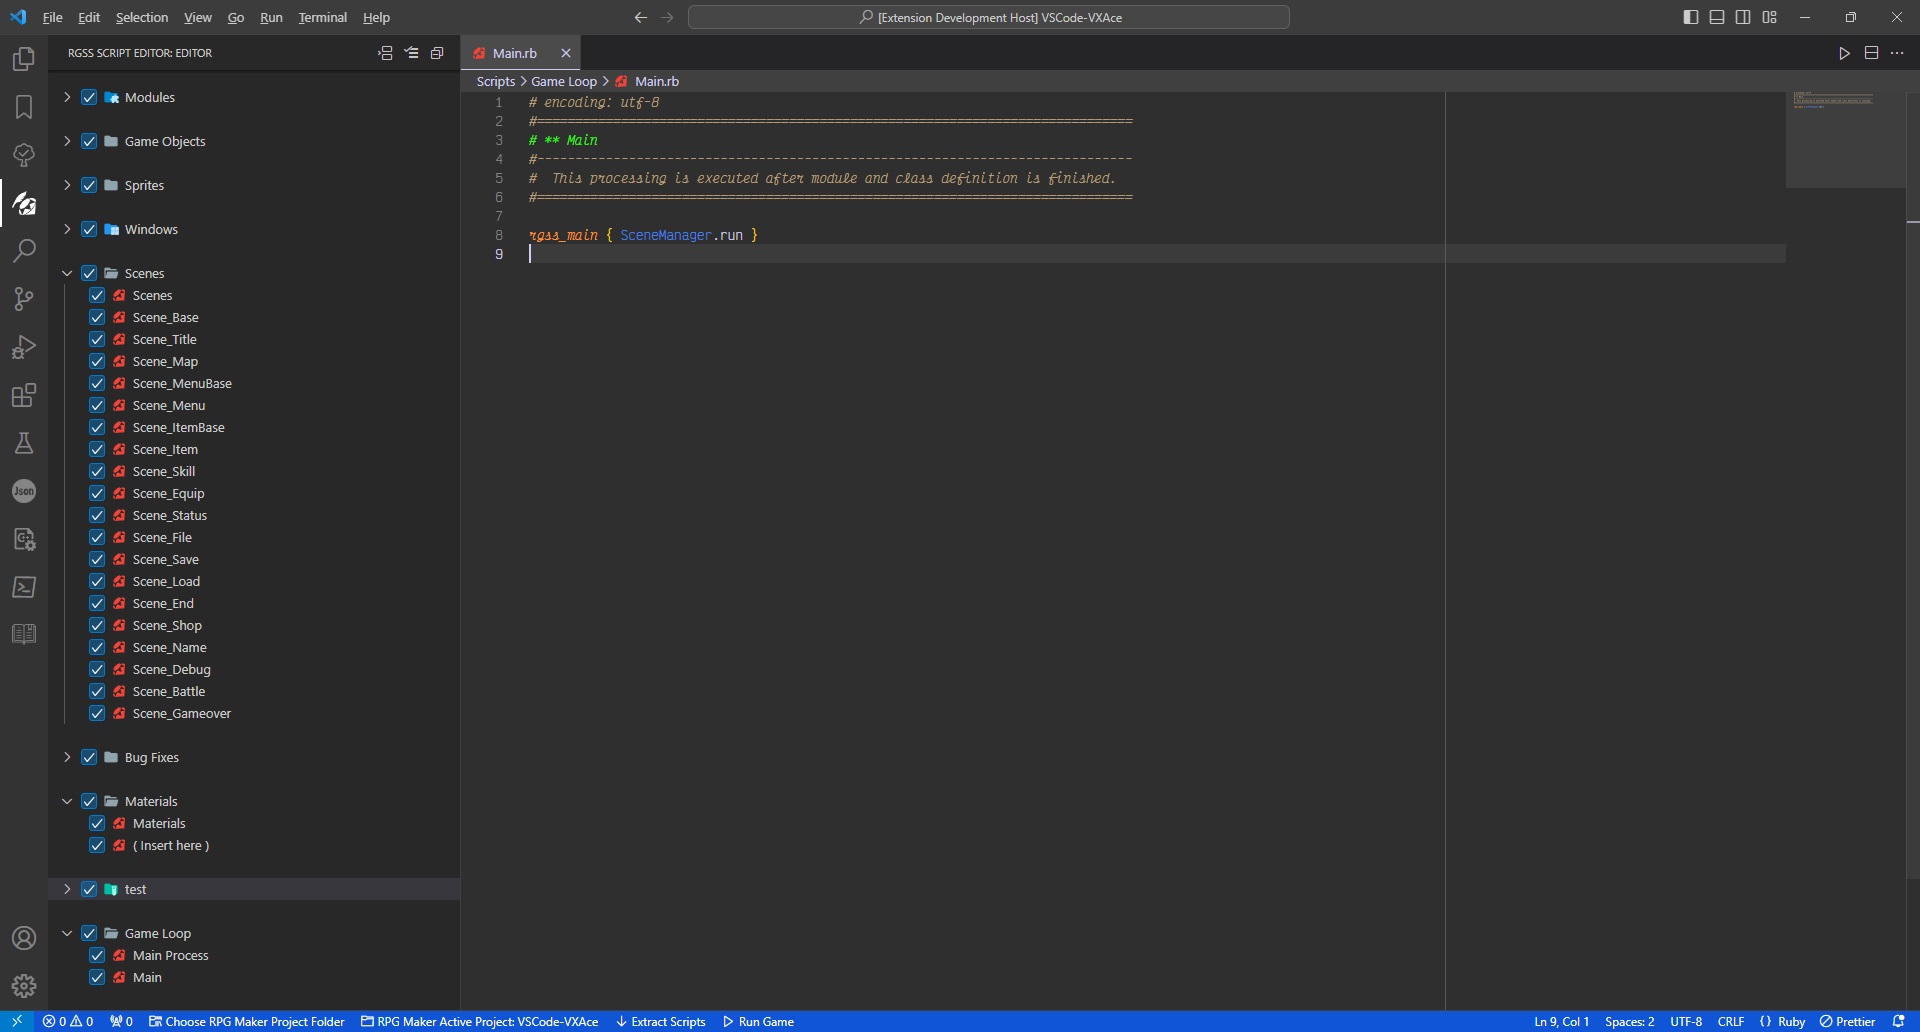 File Edit Selection View Go Run Terminal Help
[Extension Development Host] VSCode-VXAce
RGSS SCRIPT EDITOR: EDITOR
Modules
Game Objects
Sprites
Windows
Scenes
Scenes
Scene_Base
Scene_Title
Scene_Map
Scene_MenuBase
Scene_Menu
Scene_ItemBase
Scene_Item
Scene_Skill
Scene_Equip
Scene_Status
Scene_File
Scene_Save
Scene_Load
Scene_End
Scene_Shop
Scene_Name
Scene_Debug
Scene_Battle
Scene_Gameover
Bug Fixes
Materials
Materials
( Insert here )
test
Game Loop
Main Process
Main
Json
Main.rb
Scripts > Game Loop > Main.rb
1 # encoding: utf-8
2 #==============================================================================
3 # ** Main
4 #------------------------------------------------------------------------------
5 #  This processing is executed after module and class definition is finished.
6 #==============================================================================
7
8 rgss_main { SceneManager.run }
9
0 0 0 Choose RPG Maker Project Folder RPG Maker Active Project: VSCode-VXAce Extract Scripts Run Game Ln 9, Col 1 Spaces: 2 UTF-8 CRLF {} Ruby Prettier